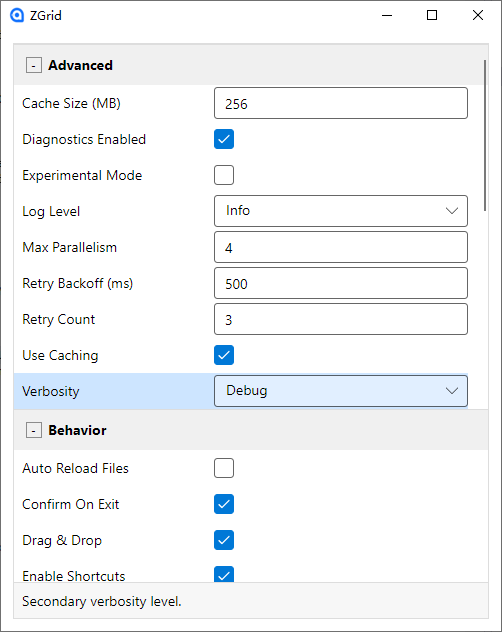 ZGrid
- Advanced
Cache Size (MB) 256
Diagnostics Enabled
Experimental Mode
Log Level Info
Max Parallelism 4
Retry Backoff (ms) 500
Retry Count 3
Use Caching
Verbosity Debug
- Behavior
Auto Reload Files
Confirm On Exit
Drag & Drop
Enable Shortcuts
Secondary verbosity level.